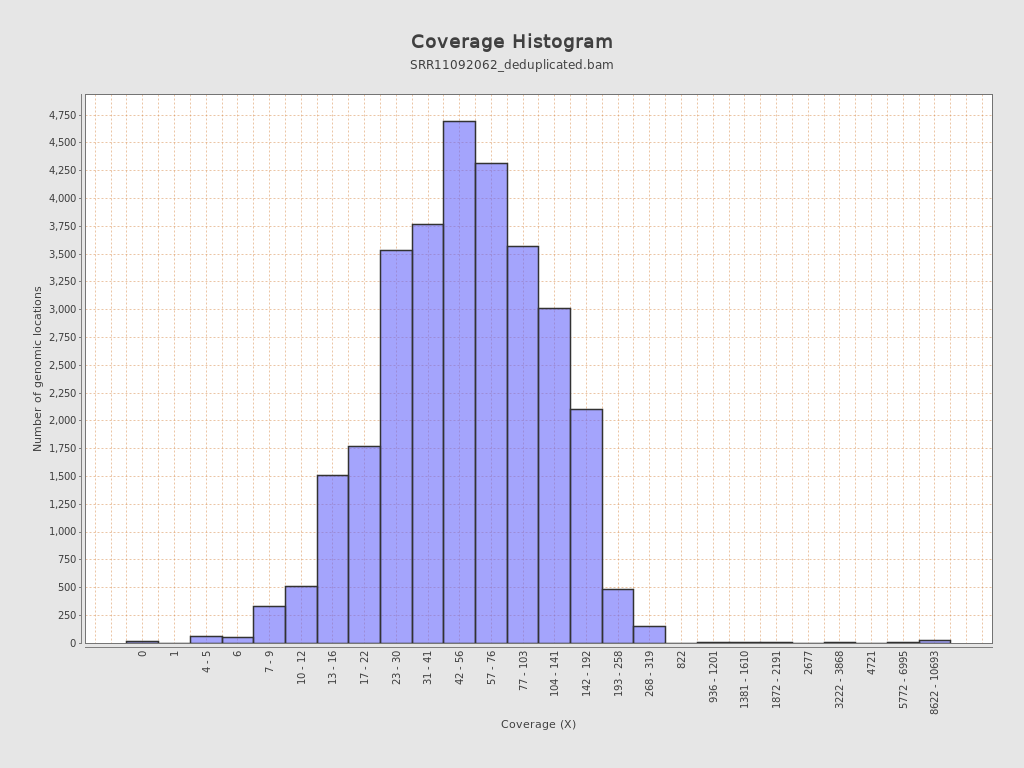 Coverage Histogram
SRR11092062_deduplicated.bam
Number of genomic locations
4,750
4,500
4,250
4,000
3,750
3,500
3,250
3,000
2,750
2,500
2,250
2,000
1,750
1,500
1,250
1,000
750
500
250
0
0
1
4 - 5
6
7 - 9
10 - 12
13 - 16
17 - 22
23 - 30
31 - 41
42 - 56
57 - 76
77 - 103
104 - 141
142 - 192
193 - 258
268 - 319
822
936 - 1201
1381 - 1610
1872 - 2191
2677
3222 - 3868
4721
5772 - 6995
8622 - 10693
Coverage (X)